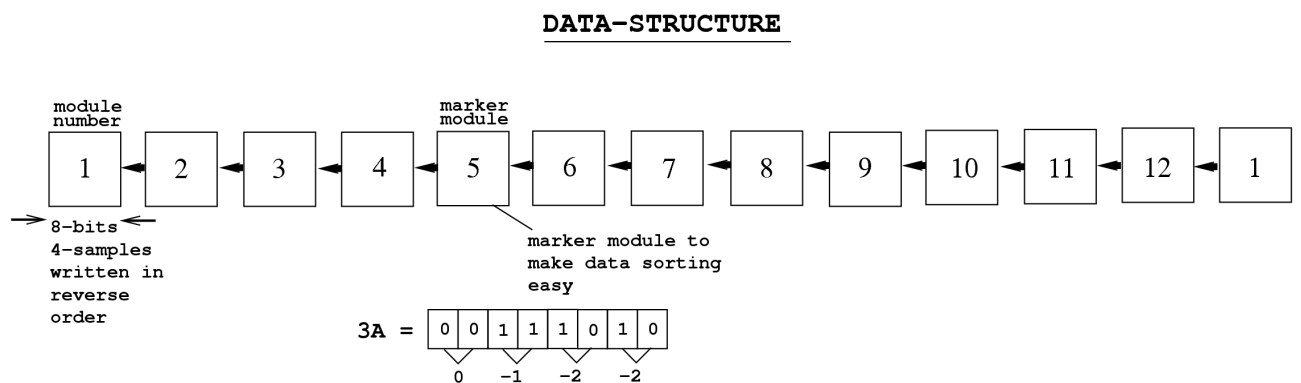 DATA-STRUCTURE
module
number
marker
module
1 2 3 4 5 6 7 8 9 10 11 12 1
8-bits
4-samples
written in
reverse
order
marker module to
make data sorting
easy
3A = 0 0 1 1 1 0 1 0
0 -1 -2 -2